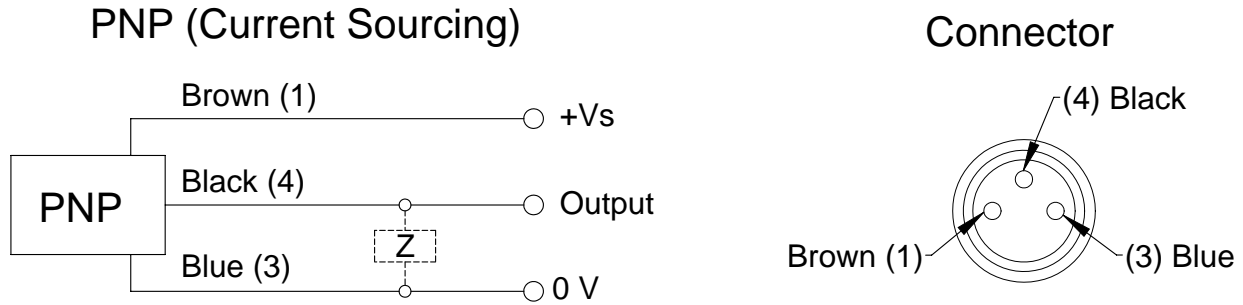 PNP (Current Sourcing)
Brown (1)
+Vs
PNP
Black (4)
Output
Z
Blue (3)
0 V
Connector
(4) Black
Brown (1)
(3) Blue